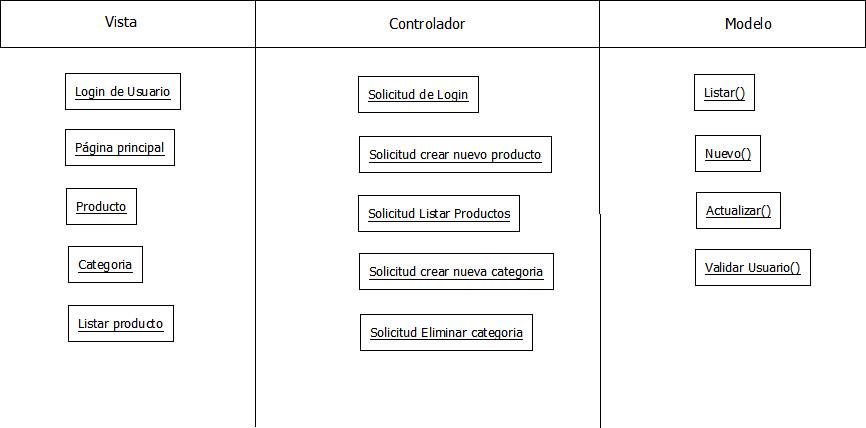 Vista
Controlador
Modelo
Login de Usuario
Página principal
Producto
Categoria
Listar producto
Solicitud de Login
Solicitud crear nuevo producto
Solicitud Listar Productos
Solicitud crear nueva categoria
Solicitud Eliminar categoria
Listar()
Nuevo()
Actualizar()
Validar Usuario()